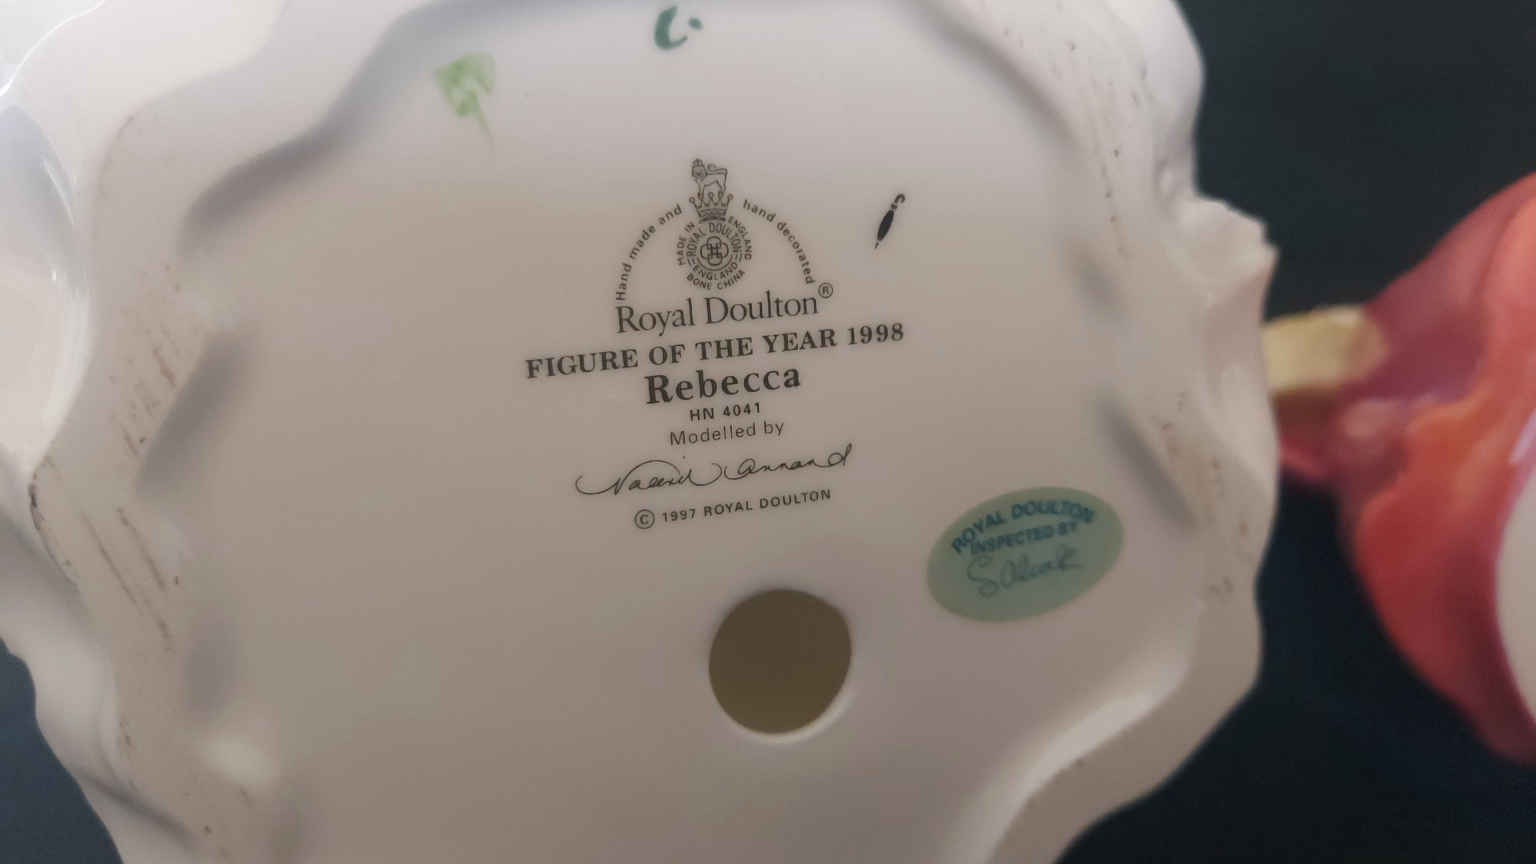 Hand made and hand decorated
MADE IN ENGLAND
ROYAL DOULTON
ENGLAND
BONE CHINA
Royal Doulton®
FIGURE OF THE YEAR 1998
Rebecca
HN 4041
Modelled by
© 1997 ROYAL DOULTON
ROYAL DOULTON
INSPECTED BY